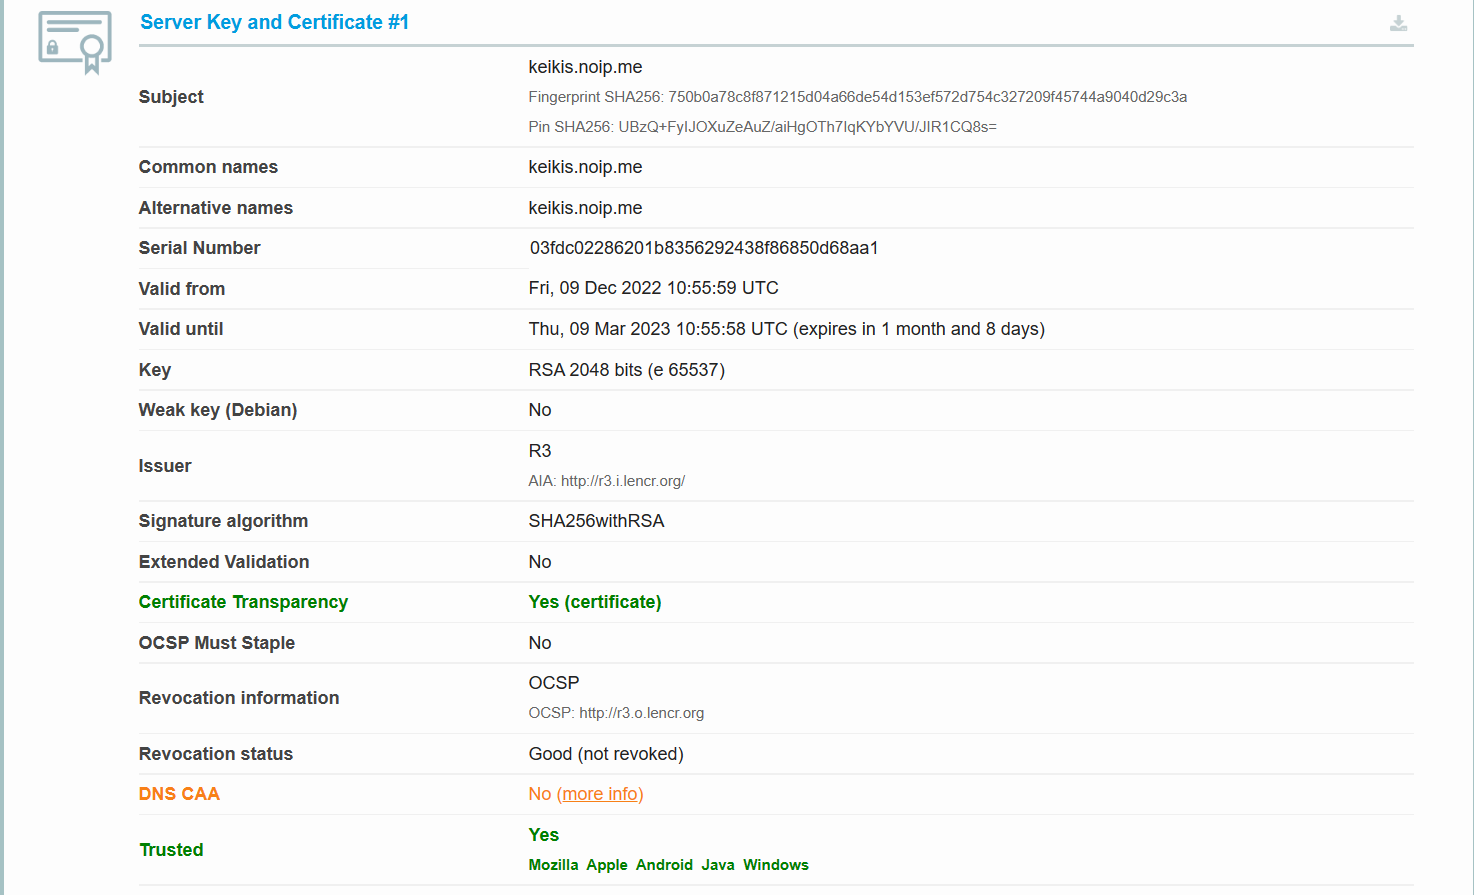 Server Key and Certificate #1
Subject
keikis.noip.me
Fingerprint SHA256: 750b0a78c8f871215d04a66de54d153ef572d754c327209f45744a9040d29c3a
Pin SHA256: UBzQ+FyIJOXuZeAuZ/aiHgOTh7IqKYbYVU/JIR1CQ8s=
Common names keikis.noip.me
Alternative names keikis.noip.me
Serial Number 03fdc02286201b8356292438f86850d68aa1
Valid from Fri, 09 Dec 2022 10:55:59 UTC
Valid until Thu, 09 Mar 2023 10:55:58 UTC (expires in 1 month and 8 days)
Key RSA 2048 bits (e 65537)
Weak key (Debian) No
Issuer
R3
AIA: http://r3.i.lencr.org/
Signature algorithm SHA256withRSA
Extended Validation No
Certificate Transparency Yes (certificate)
OCSP Must Staple No
Revocation information
OCSP
OCSP: http://r3.o.lencr.org
Revocation status Good (not revoked)
DNS CAA No (more info)
Trusted
Yes
Mozilla Apple Android Java Windows